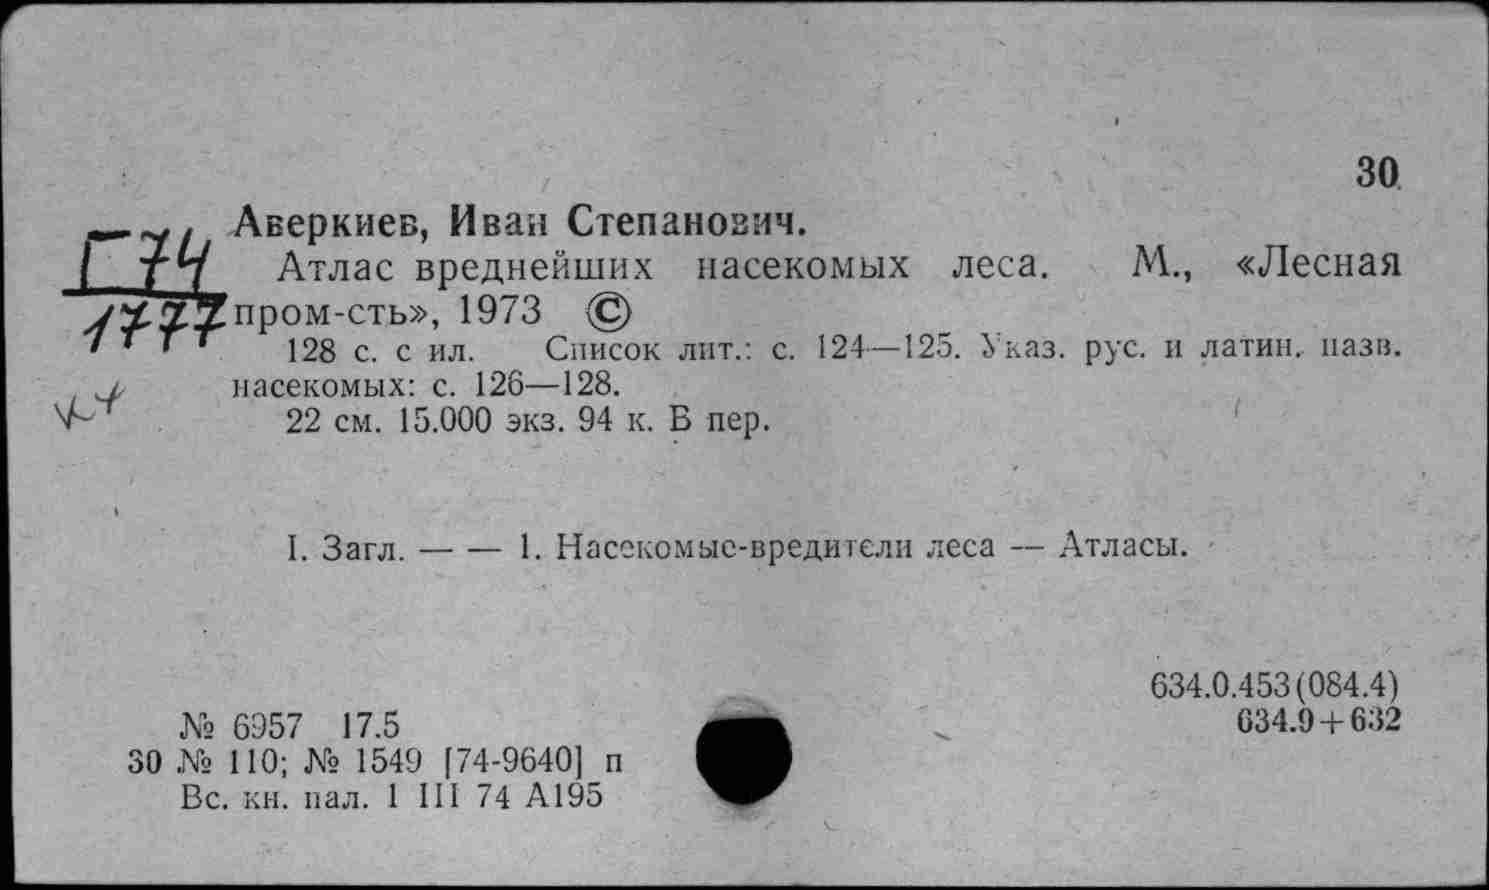 30
Аверкиев, Иван Степанович.
Г74 Атлас вреднейших насекомых леса. М., «Лесная
1777 пром-сть», 1973 ©
128 с. с ил. Список лит.: с. 124—125. Указ. рус. и латин. назв.
насекомых: с. 126—128.
22 см. 15.000 экз. 94 к. В пер.
I. Загл. — — 1. Насекомые-вредители леса — Атласы.
634.0.453(084.4)
634.9+632
№ 6957 17.5
30 № 110; № 1549 [74-9640] п
Вс. кн. пал. 1 III 74 А195